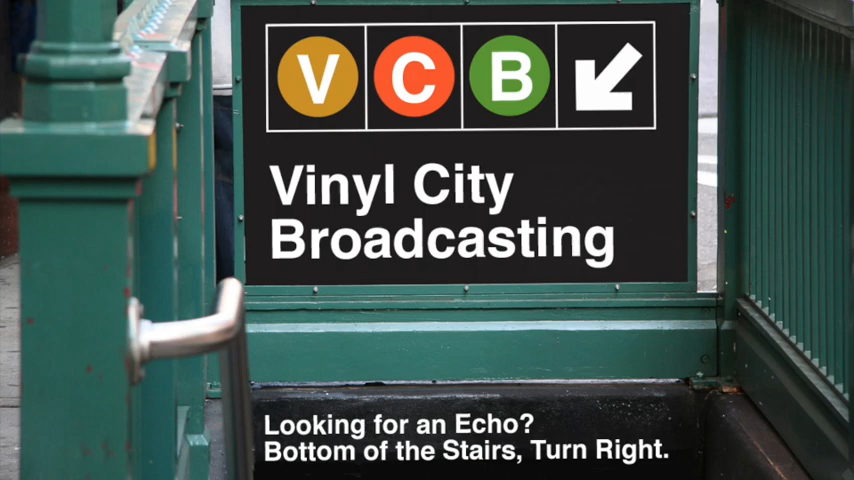 V C B
Vinyl City
Broadcasting
Looking for an Echo?
Bottom of the Stairs, Turn Right.